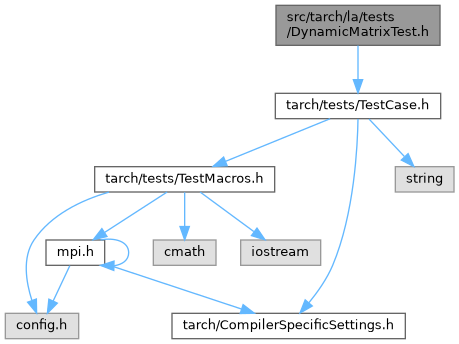 src/tarch/la/tests
/DynamicMatrixTest.h
tarch/tests/TestCase.h
tarch/tests/TestMacros.h
string
mpi.h
cmath
iostream
config.h
tarch/CompilerSpecificSettings.h